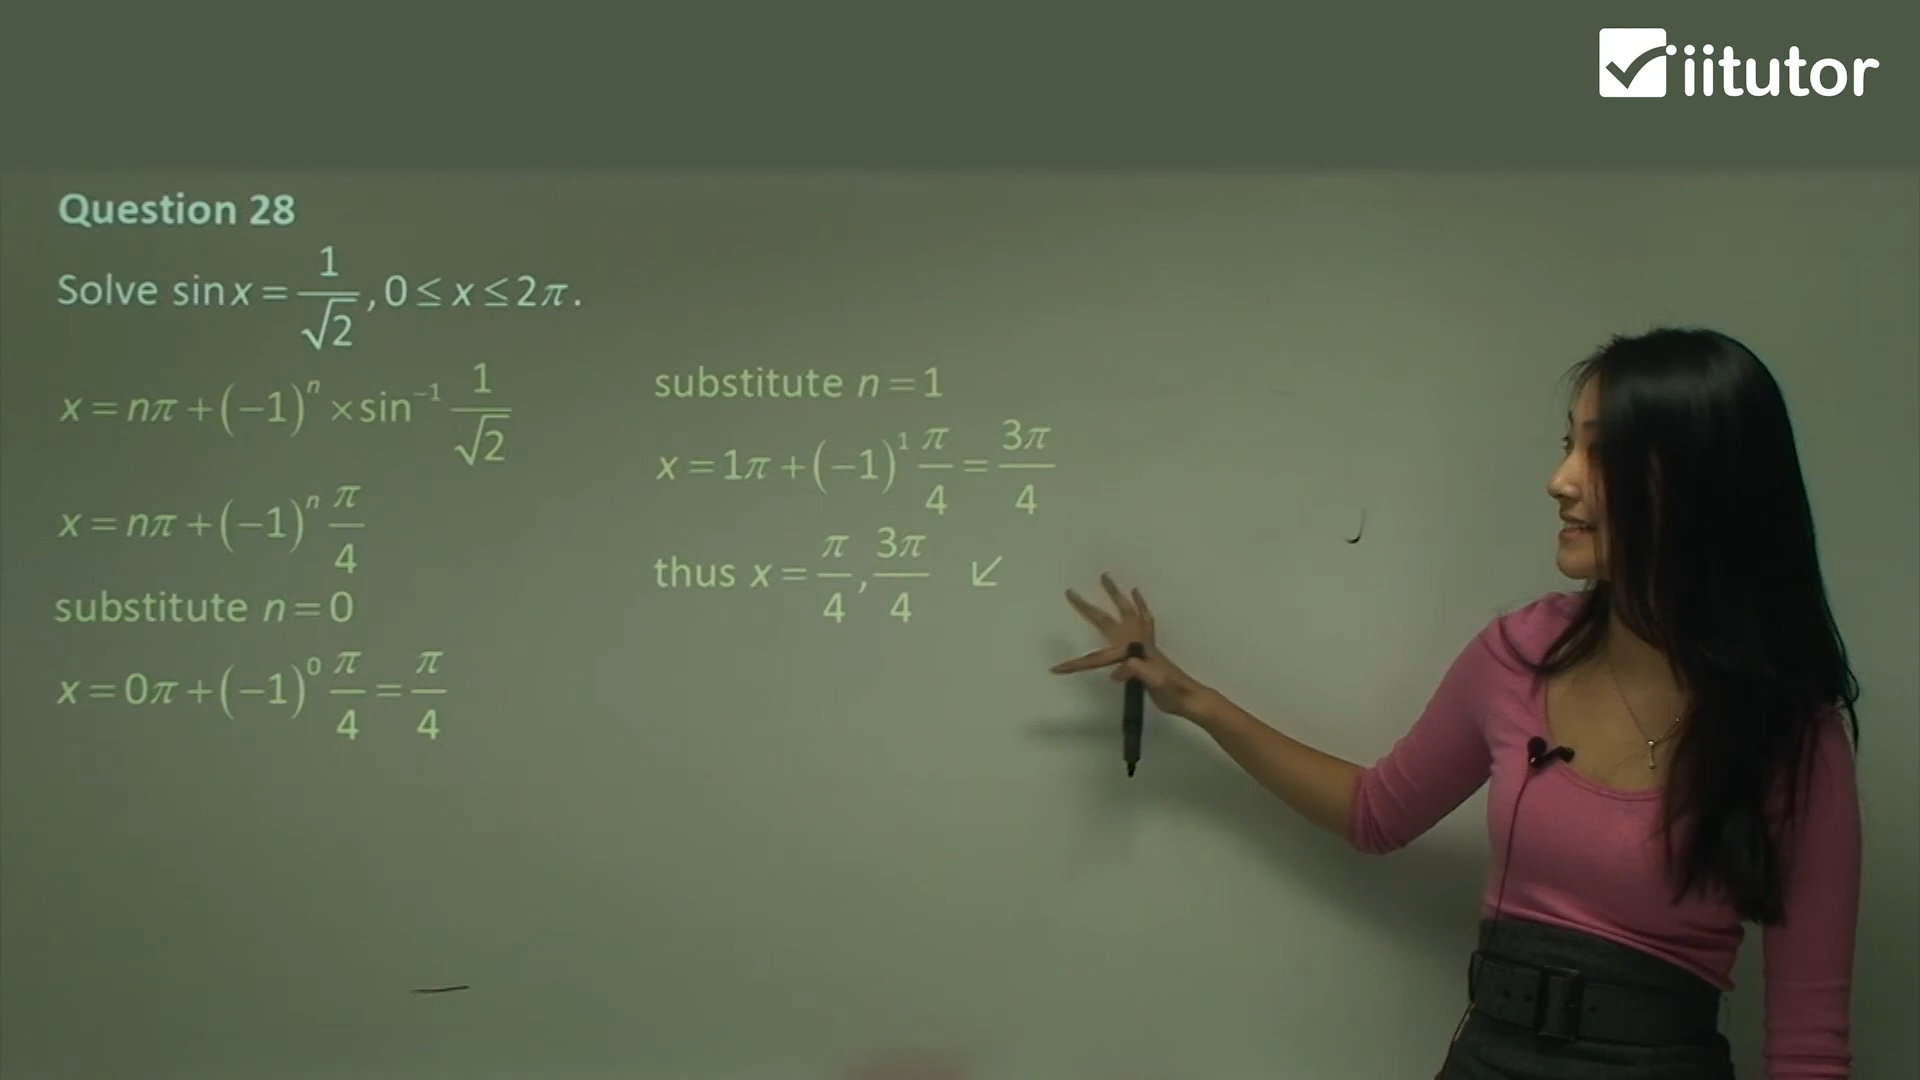 iitutor
Question 28
Solve sin x = 1/√2, 0 ≤ x ≤ 2π.
x = nπ + (−1)ⁿ × sin⁻¹ 1/√2
x = nπ + (−1)ⁿ π/4
substitute n = 0
x = 0π + (−1)⁰ π/4 = π/4
substitute n = 1
x = 1π + (−1)¹ π/4 = 3π/4
thus x = π/4, 3π/4 ↙